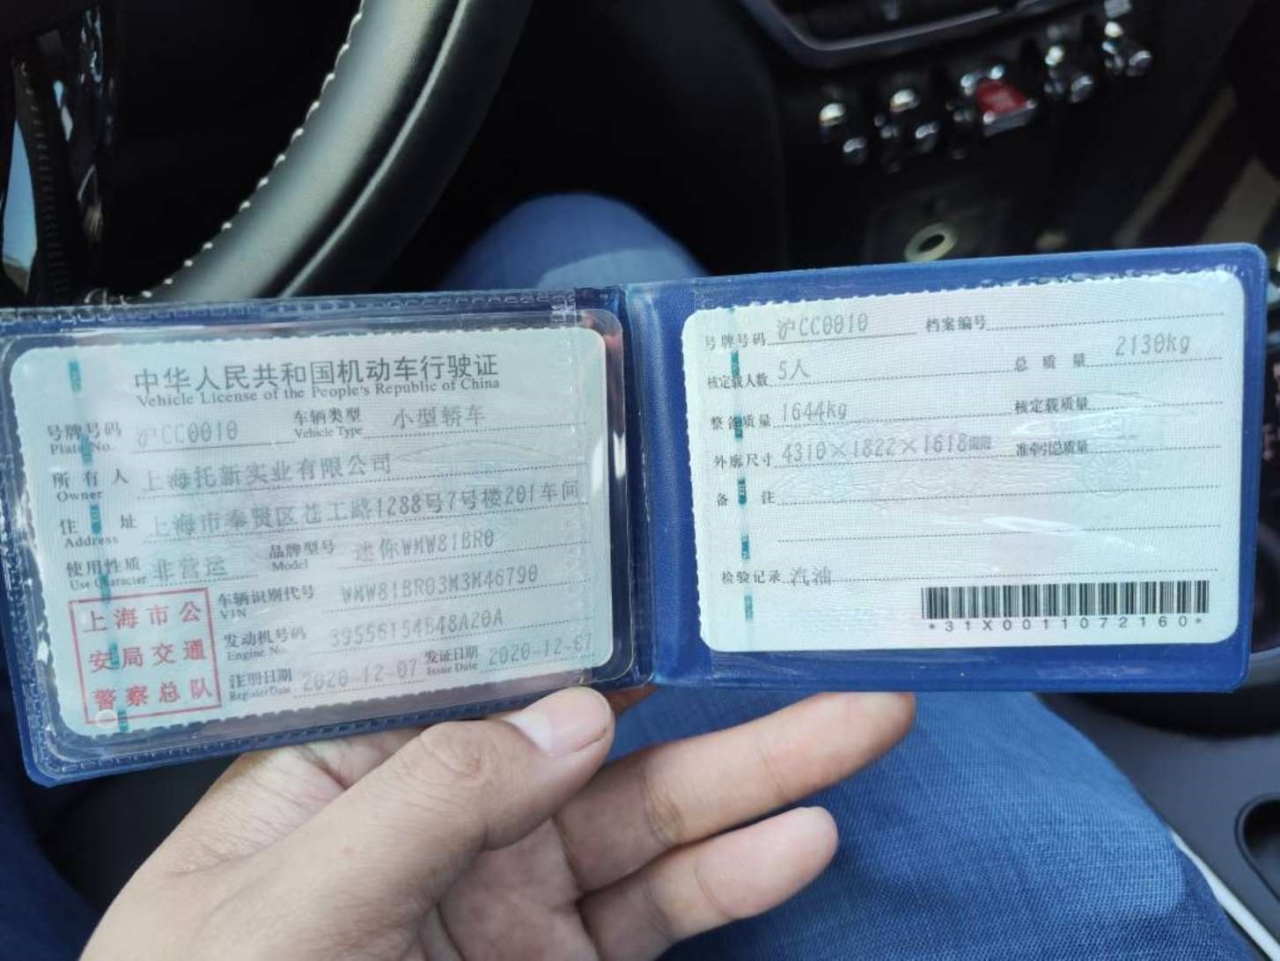 中华人民共和国机动车行驶证
Vehicle License of the People's Republic of China
号牌号码 沪CC0010 车辆类型 小型轿车
Plate No. Vehicle Type
所有人 上海托新实业有限公司
Owner
住址 上海市奉贤区苍工路1288号7号楼201车间
Address
使用性质 非营运 品牌型号 迷你WMW81BR0
Use Character Model
上海市公
安局交通
警察总队
车辆识别代号 WMW81BR03M3M46790
VIN
发动机号码 39556154B48A20A
Engine No.
注册日期 2020-12-07 发证日期 2020-12-07
Register Date Issue Date
号牌号码 沪CC0010 档案编号
核定载人数 5人 总质量 2130kg
整备质量 1644kg 核定载质量
外廓尺寸 4310×1822×1618mm 准牵引总质量
备注
检验记录 汽油
*31X0011072160*